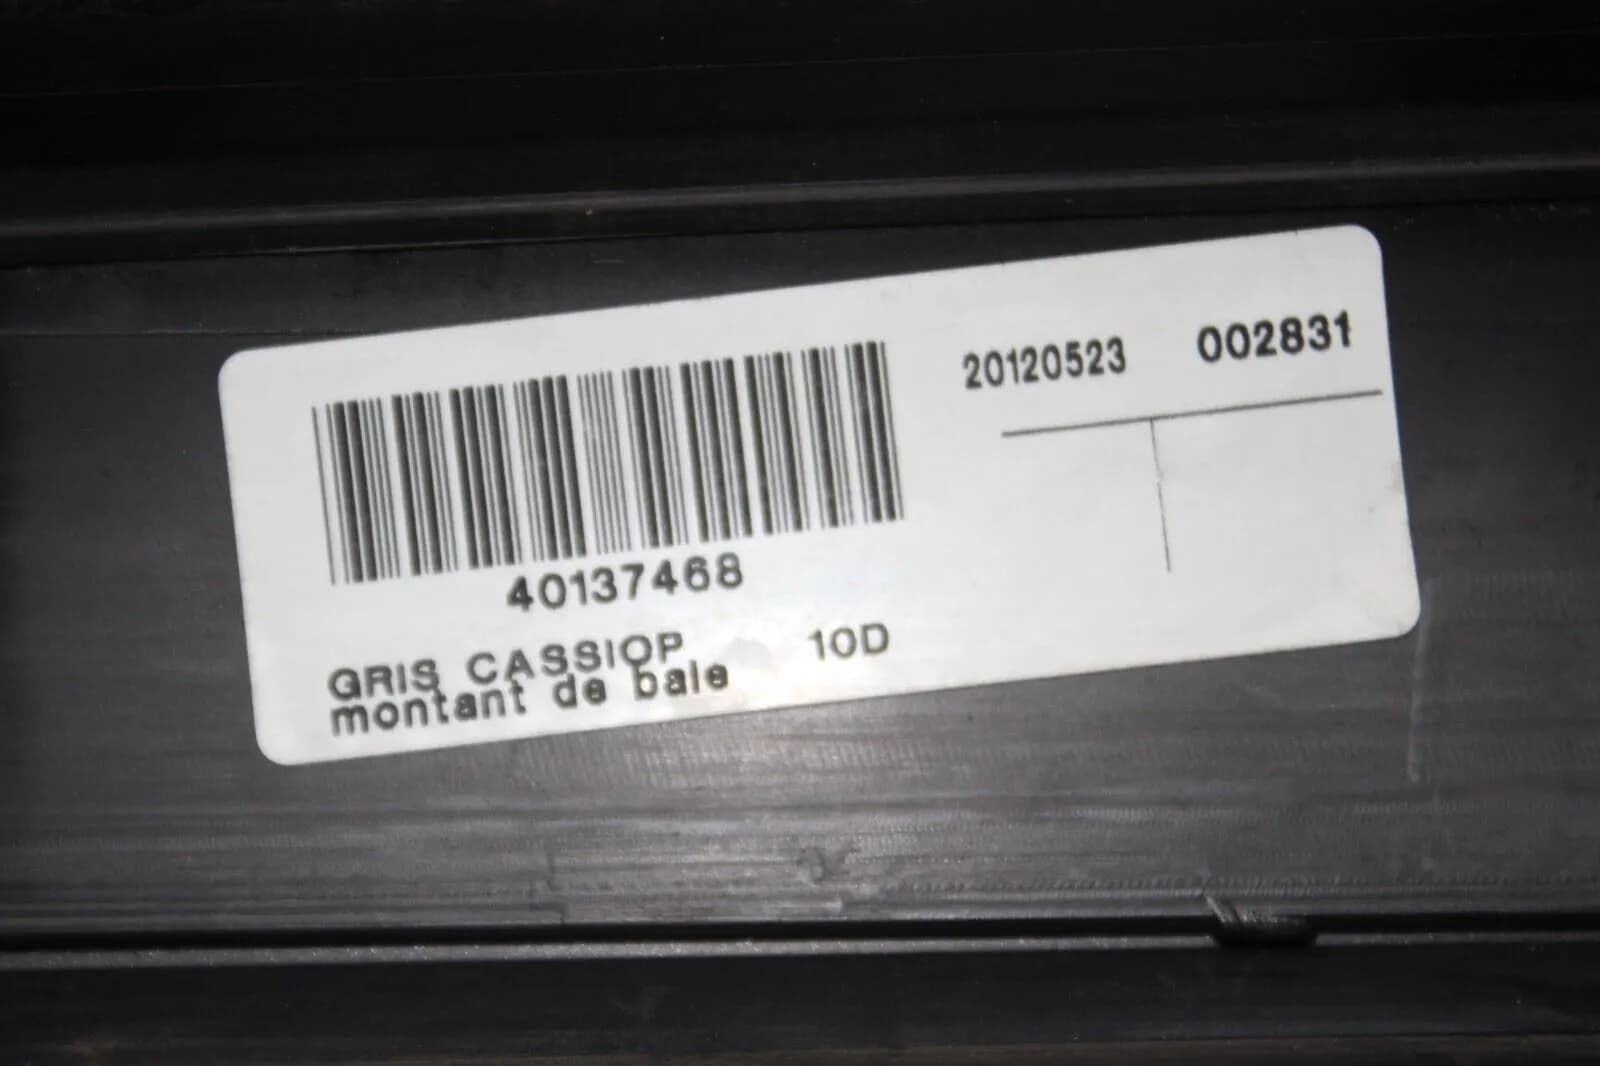 20120523 002831
40137468
GRIS CASSIOP 10D
montant de baie